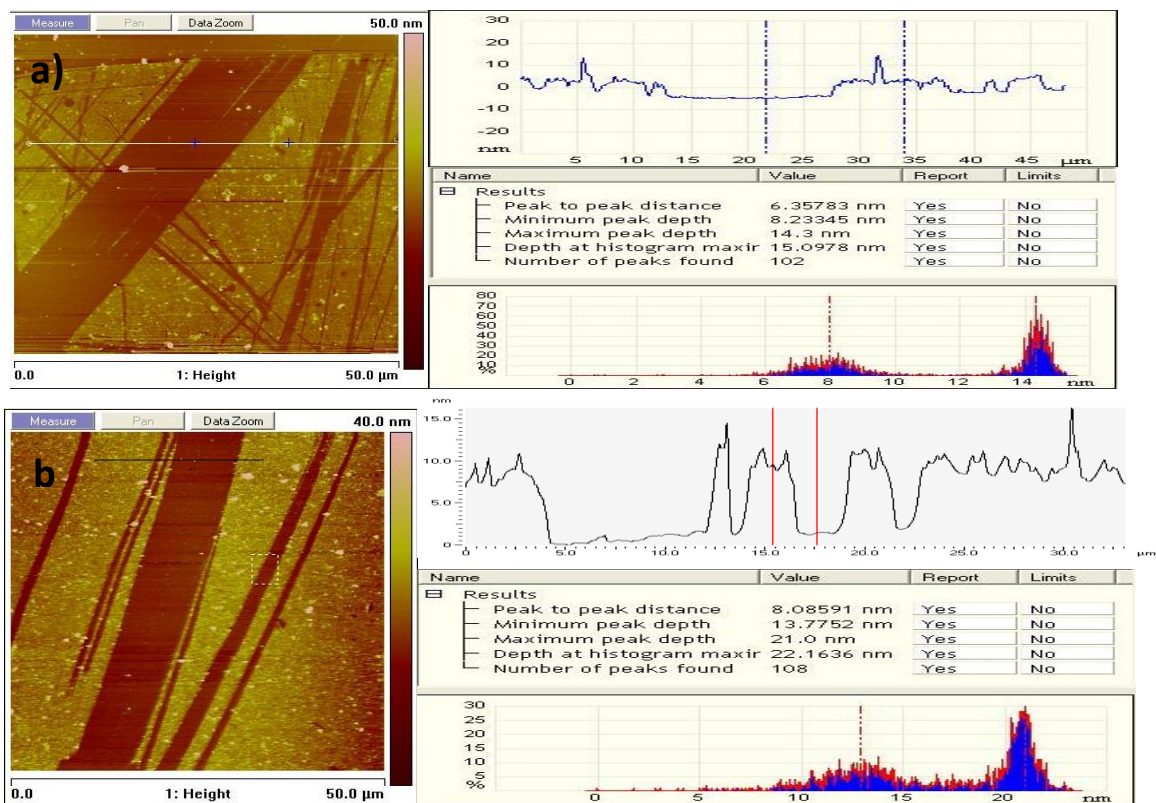 Measure Pan Data Zoom 50.0 nm
a)
0.0 1: Height 50.0 µm
30
20
10
0
-10
-20
nm
5 10 15 20 25 30 35 40 45 µm
Name Value Report Limits
Results
Peak to peak distance 6.35783 nm Yes No
Minimum peak depth 8.23345 nm Yes No
Maximum peak depth 14.3 nm Yes No
Depth at histogram maxir 15.0978 nm Yes No
Number of peaks found 102 Yes No
80
70
60
50
40
30
20
10
%
0 2 4 6 8 10 12 14 nm
Measure Pan Data Zoom 40.0 nm
b
0.0 1: Height 50.0 µm
nm
15.0
10.0
5.0
0.0
0 5.0 10.0 15.0 20.0 25.0 30.0 µm
Name Value Report Limits
Results
Peak to peak distance 8.08591 nm Yes No
Minimum peak depth 13.7752 nm Yes No
Maximum peak depth 21.0 nm Yes No
Depth at histogram maxir 22.1636 nm Yes No
Number of peaks found 108 Yes No
30
25
20
15
10
5
%
0 5 10 15 20 nm